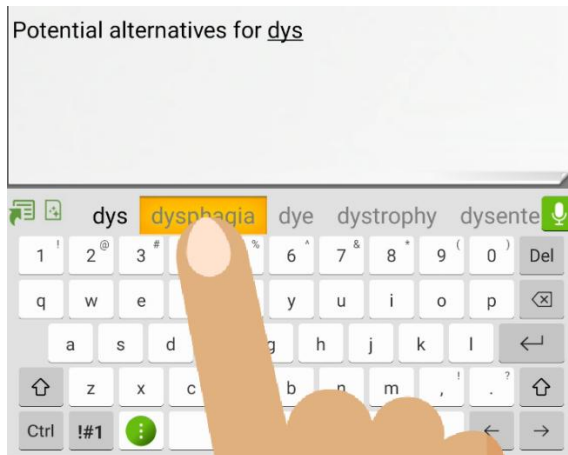 Potential alternatives for dys
dys dysphagia dye dystrophy dysente
1 ! 2 @ 3 # % 6 ^ 7 & 8 * 9 ( 0 ) Del
q w e y u i o p
a s d g h j k l
z x c b n m , ! . ?
Ctrl !#1